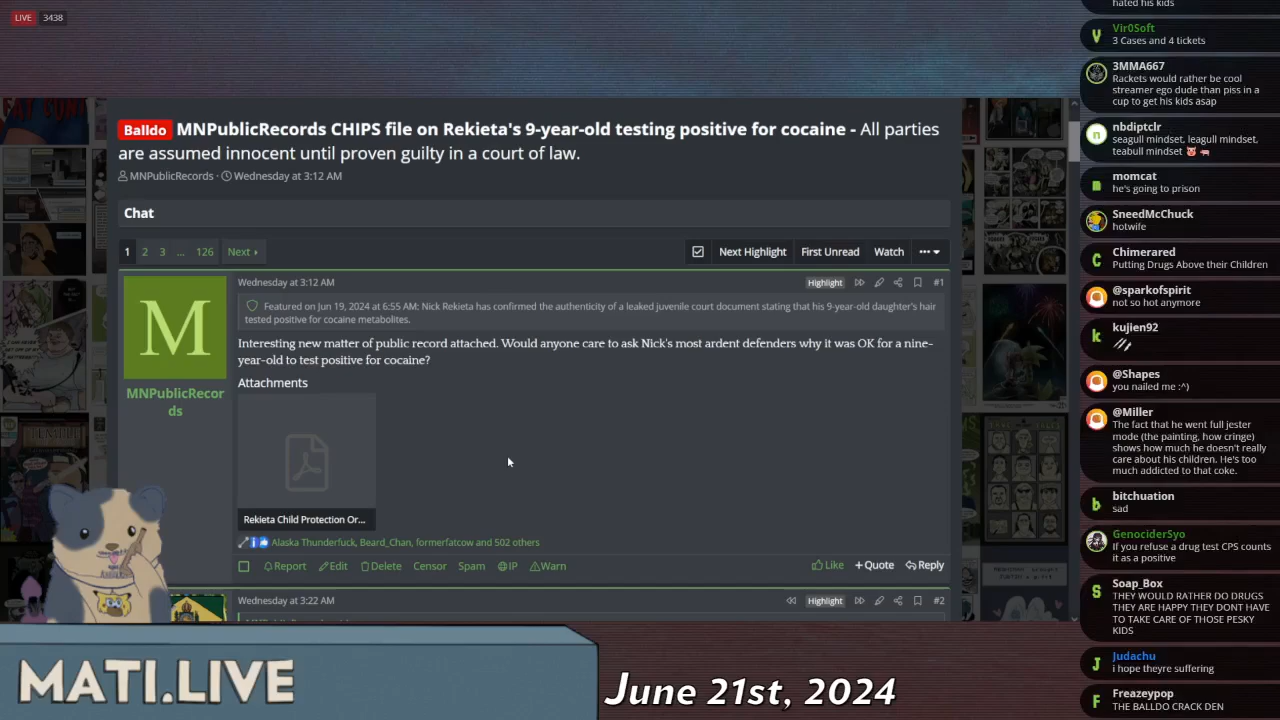 LIVE 3438
Balldo MNPublicRecords CHIPS file on Rekieta's 9-year-old testing positive for cocaine - All parties
are assumed innocent until proven guilty in a court of law.
MNPublicRecords · Wednesday at 3:12 AM
Chat
1 2 3 ... 126 Next
Next Highlight First Unread Watch
M
MNPublicRecor
ds
Wednesday at 3:12 AM
Highlight #1
Featured on Jun 19, 2024 at 6:55 AM: Nick Rekieta has confirmed the authenticity of a leaked juvenile court document stating that his 9-year-old daughter's hair
tested positive for cocaine metabolites.
Interesting new matter of public record attached. Would anyone care to ask Nick's most ardent defenders why it was OK for a nine-
year-old to test positive for cocaine?
Attachments
Rekieta Child Protection Or...
Alaska Thunderfuck, Beard_Chan, formerfatcow and 502 others
Report Edit Delete Censor Spam IP Warn
Like +Quote Reply
Wednesday at 3:22 AM
Highlight #2
MATI.LIVE
June 21st, 2024
hated his kids
V
Vir0Soft
3 Cases and 4 tickets
3MMA667
Rackets would rather be cool
streamer ego dude than piss in a
cup to get his kids asap
n
nbdiptclr
seagull mindset, leagull mindset,
teabull mindset
m
momcat
he's going to prison
SneedMcChuck
hotwife
C
Chimerared
Putting Drugs Above their Children
@sparkofspirit
not so hot anymore
k
kujien92
@Shapes
you nailed me :^)
@Miller
The fact that he went full jester
mode (the painting, how cringe)
shows how much he doesn't really
care about his children. He's too
much addicted to that coke.
b
bitchuation
sad
GenociderSyo
If you refuse a drug test CPS counts
it as a positive
S
Soap_Box
THEY WOULD RATHER DO DRUGS
THEY ARE HAPPY THEY DONT HAVE
TO TAKE CARE OF THOSE PESKY
KIDS
J
Judachu
i hope theyre suffering
F
Freazeypop
THE BALLDO CRACK DEN